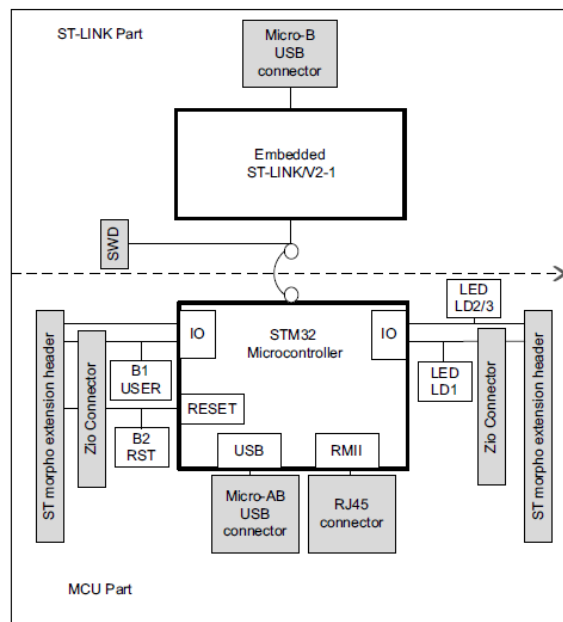 ST-LINK Part
Micro-B
USB
connector
Embedded
ST-LINK/V2-1
SWD
LED
LD2/3
IO
STM32
Microcontroller
IO
B1
USER
LED
LD1
RESET
B2
RST
ST morpho extension header
Zio Connector
Zio Connector
ST morpho extension header
USB
RMII
Micro-AB
USB
connector
RJ45
connector
MCU Part